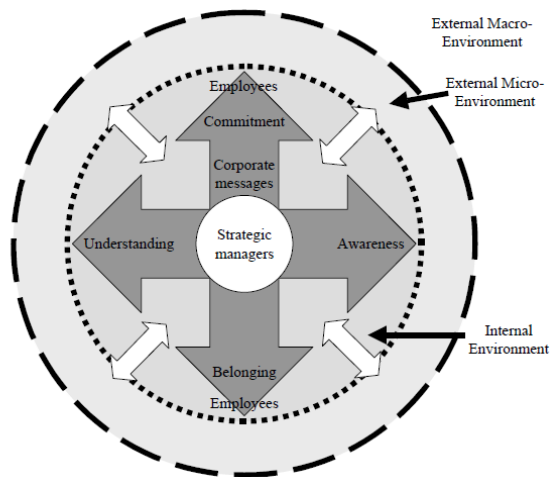 External Macro-
Environment
External Micro-
Environment
Employees
Commitment
Corporate
messages
Understanding
Strategic
managers
Awareness
Internal
Environment
Belonging
Employees